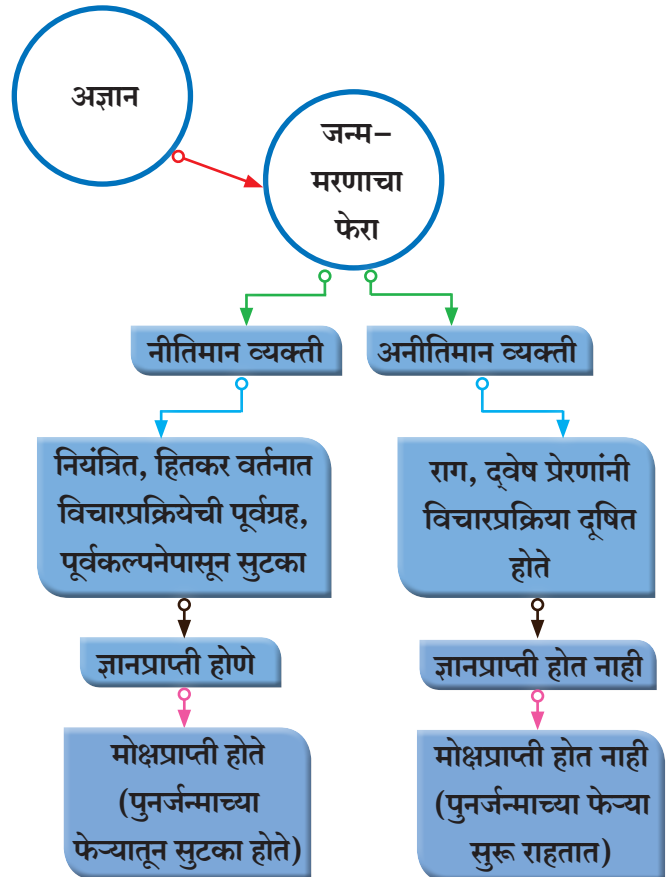 अज्ञान
जन्म–
मरणाचा
फेरा
नीतिमान व्यक्ती
अनीतिमान व्यक्ती
नियंत्रित, हितकर वर्तनात
विचारप्रक्रियेची पूर्वग्रह,
पूर्वकल्पनेपासून सुटका
राग, द्‌वेष प्रेरणांनी
विचारप्रक्रिया दूषित
होते
ज्ञानप्राप्ती होणे
ज्ञानप्राप्ती होत नाही
मोक्षप्राप्ती होते
(पुनर्जन्माच्या
फेऱ्यातून सुटका होते)
मोक्षप्राप्ती होत नाही
(पुनर्जन्माच्या फेऱ्या
सुरू राहतात)